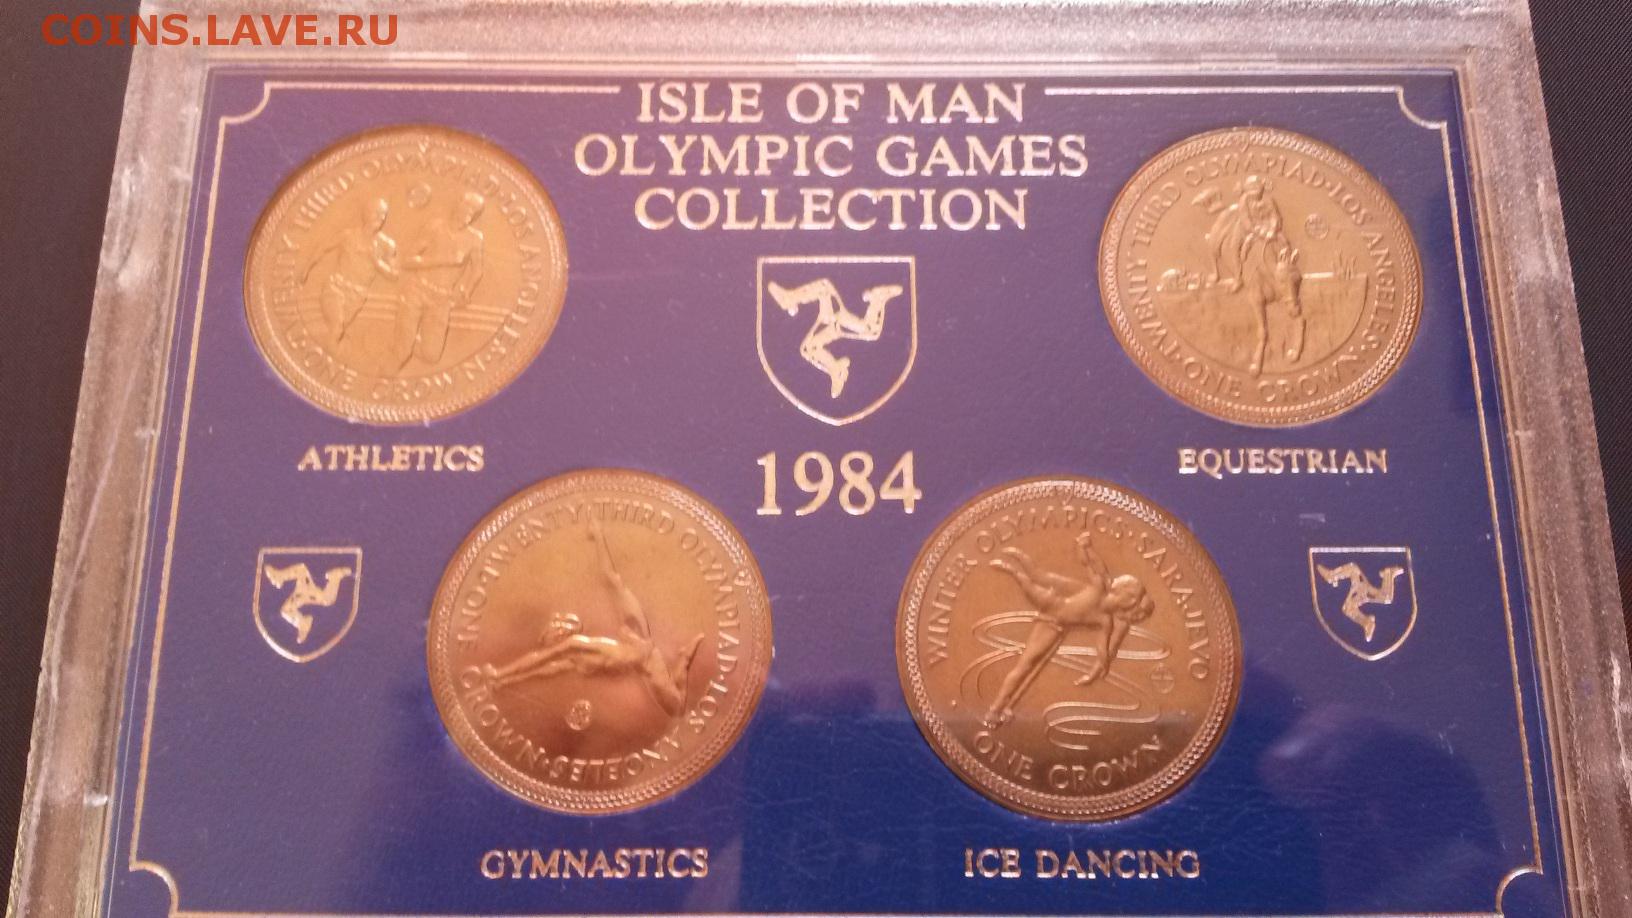 COINS.LAVE.RU
ISLE OF MAN
OLYMPIC GAMES
COLLECTION
TWENTY THIRD OLYMPIAD·LOS ANGELES·ONE CROWN·
ATHLETICS
TWENTY THIRD OLYMPIAD·LOS ANGELES·ONE CROWN·
EQUESTRIAN
1984
TWENTY THIRD OLYMPIAD·LOS ANGELES·ONE CROWN·
GYMNASTICS
WINTER OLYMPICS·SARAJEVO
ONE CROWN
ICE DANCING